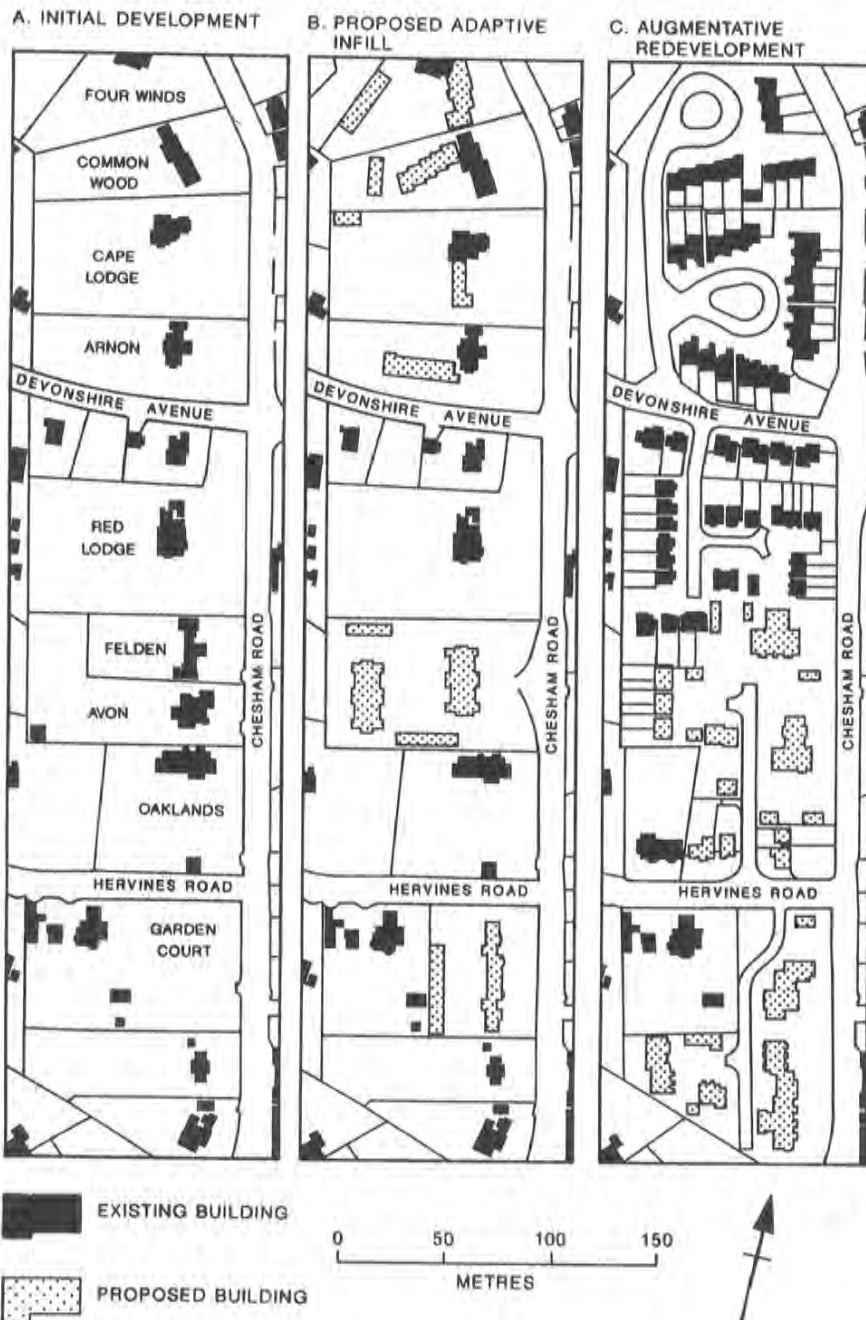 A. INITIAL DEVELOPMENT
B. PROPOSED ADAPTIVE
INFILL
C. AUGMENTATIVE
REDEVELOPMENT
FOUR WINDS
COMMON
WOOD
CAPE
LODGE
ARNON
DEVONSHIRE AVENUE
RED
LODGE
FELDEN
AVON
OAKLANDS
CHESHAM ROAD
HERVINES ROAD
GARDEN
COURT
DEVONSHIRE AVENUE
CHESHAM ROAD
HERVINES ROAD
DEVONSHIRE AVENUE
CHESHAM ROAD
HERVINES ROAD
EXISTING BUILDING
PROPOSED BUILDING
0 50 100 150
METRES